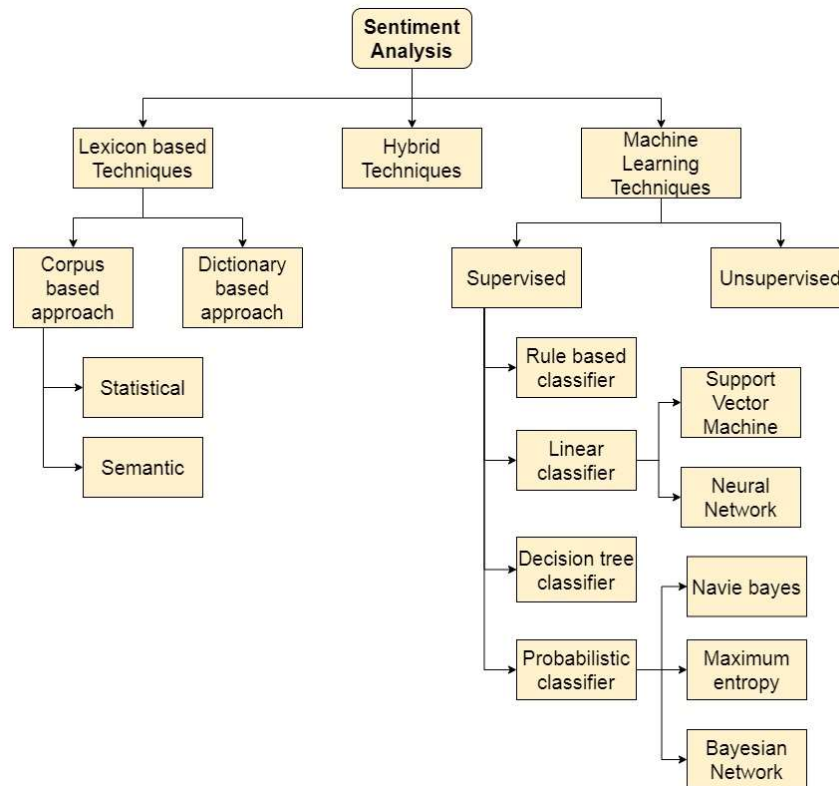 Sentiment
Analysis
Lexicon based
Techniques
Hybrid
Techniques
Machine
Learning
Techniques
Corpus
based
approach
Dictionary
based
approach
Supervised
Unsupervised
Statistical
Semantic
Rule based
classifier
Linear
classifier
Support
Vector
Machine
Neural
Network
Decision tree
classifier
Probabilistic
classifier
Navie bayes
Maximum
entropy
Bayesian
Network